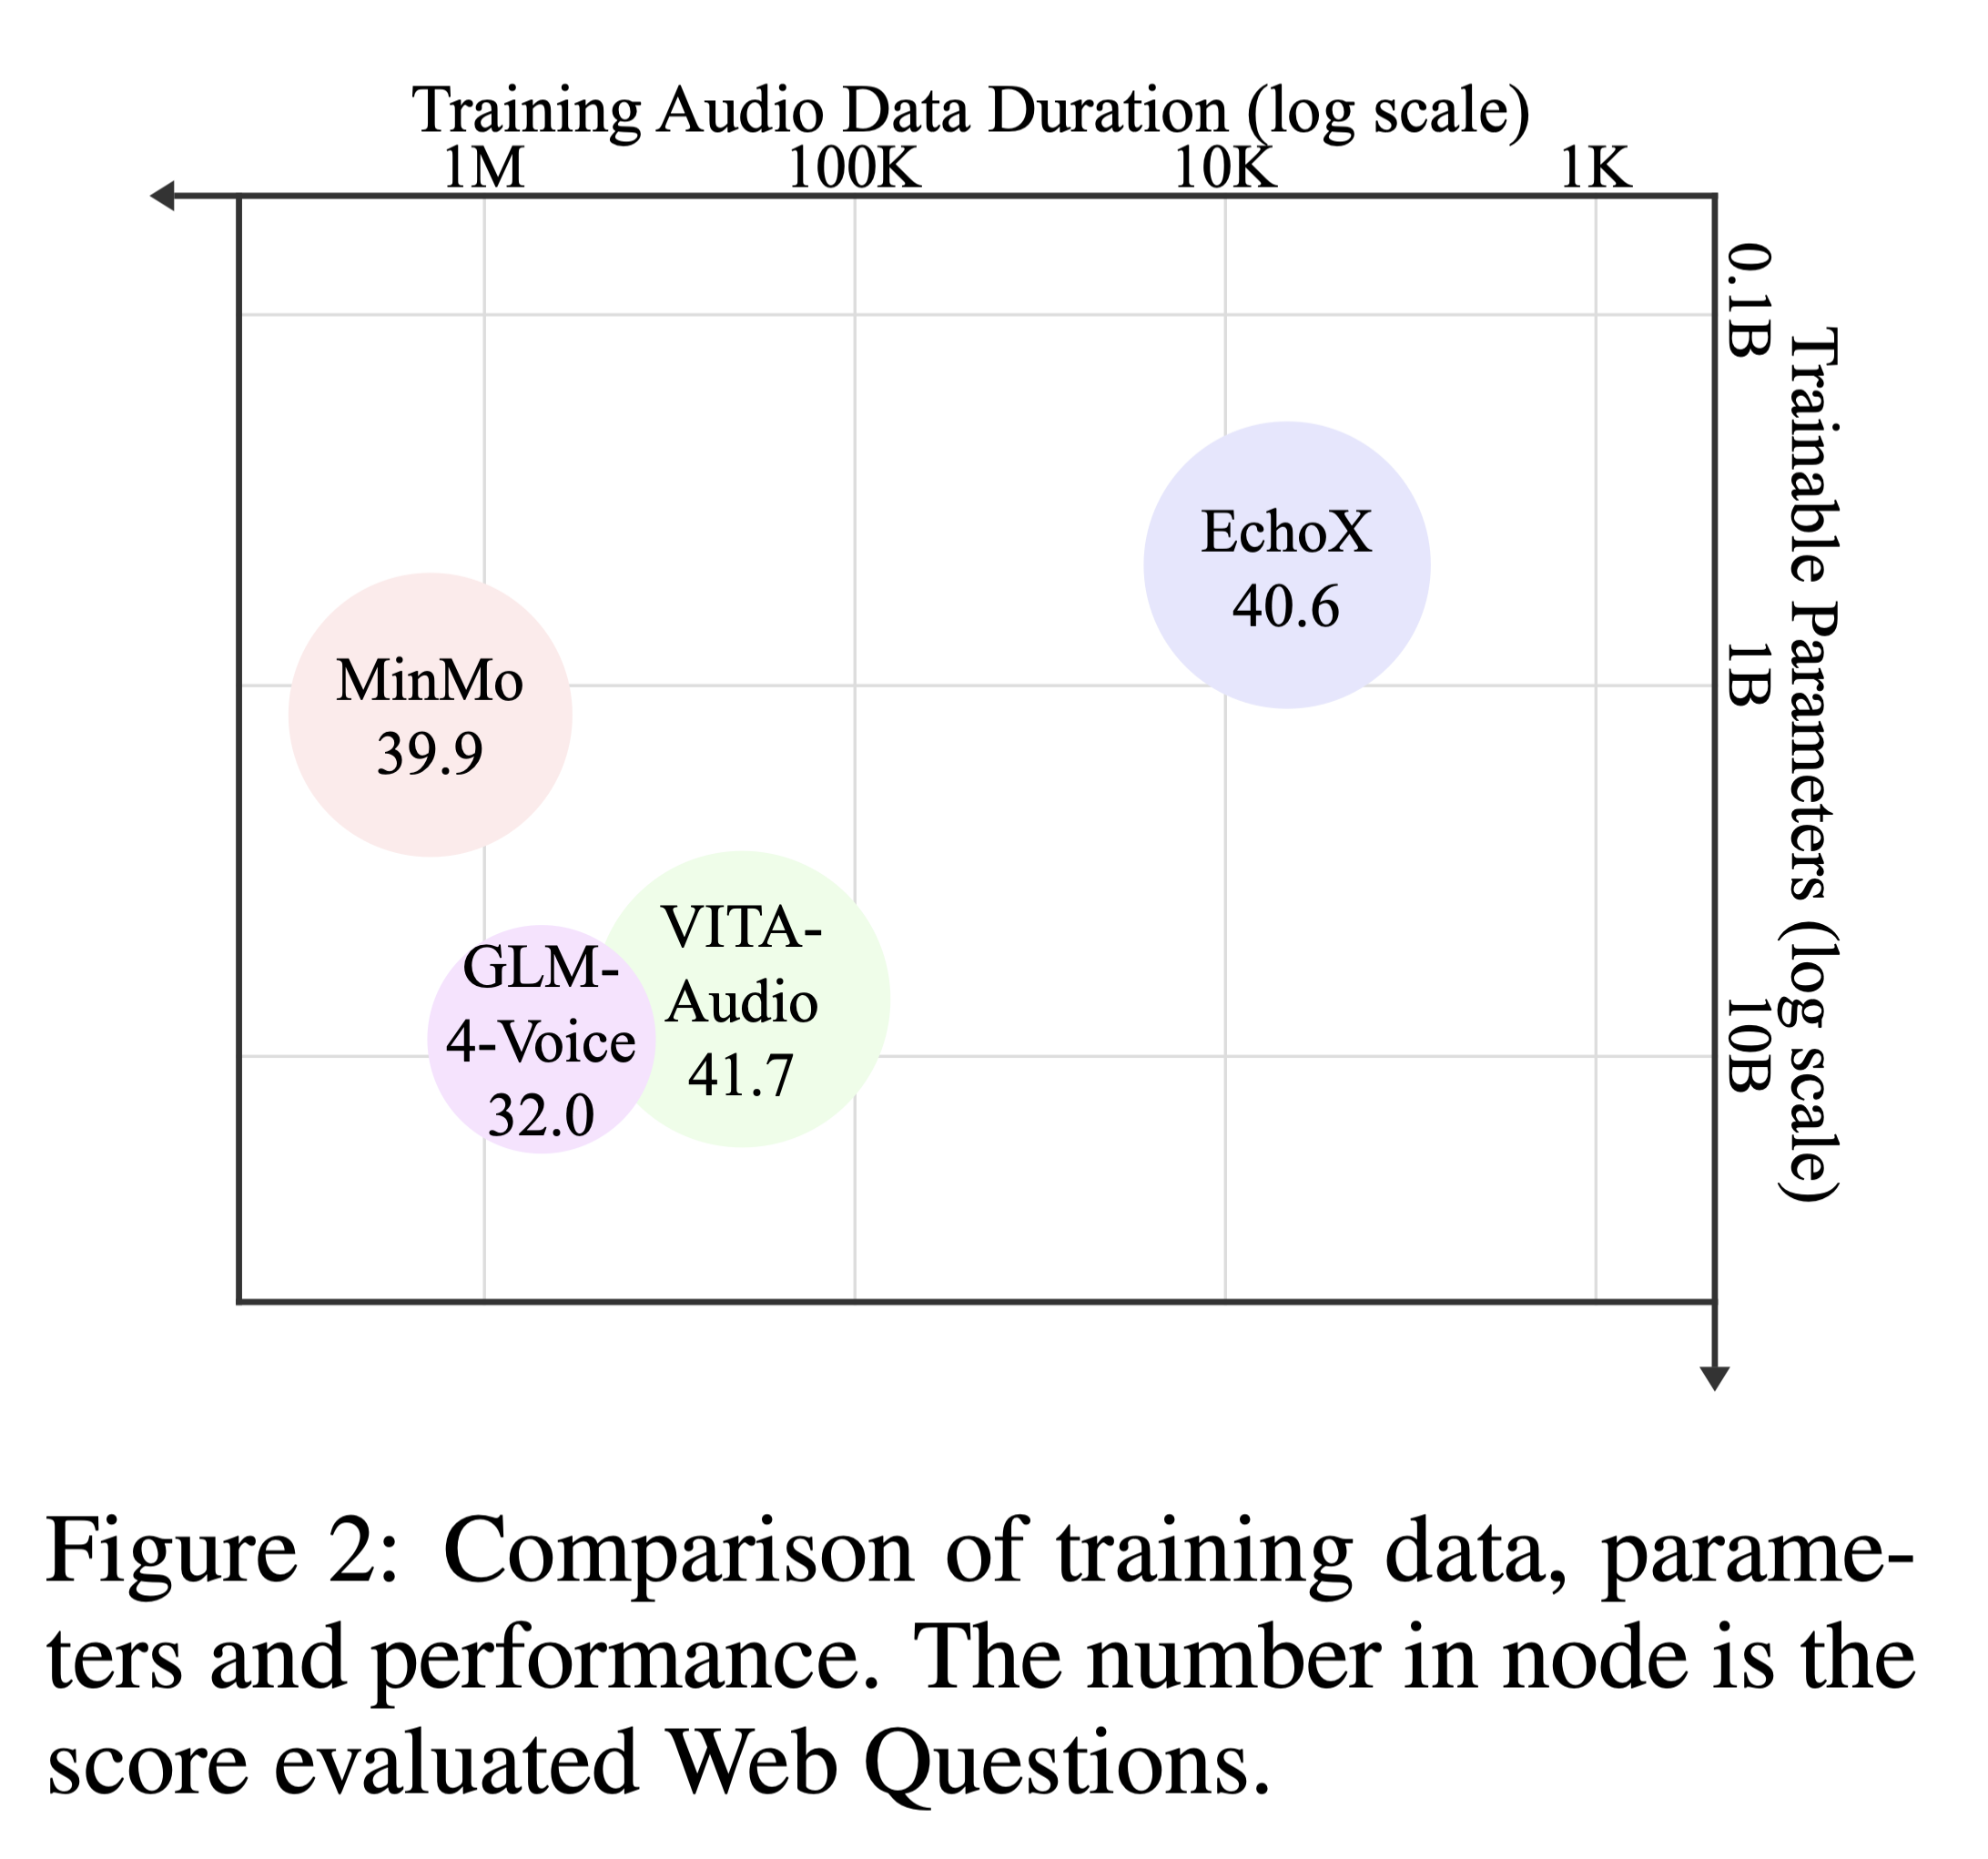 Training Audio Data Duration (log scale)
1M 100K 10K 1K
0.1B
1B
10B
Trainable Parameters (log scale)
EchoX
40.6
MinMo
39.9
VITA-
Audio
41.7
GLM-
4-Voice
32.0
Figure 2: Comparison of training data, parame-
ters and performance. The number in node is the
score evaluated Web Questions.